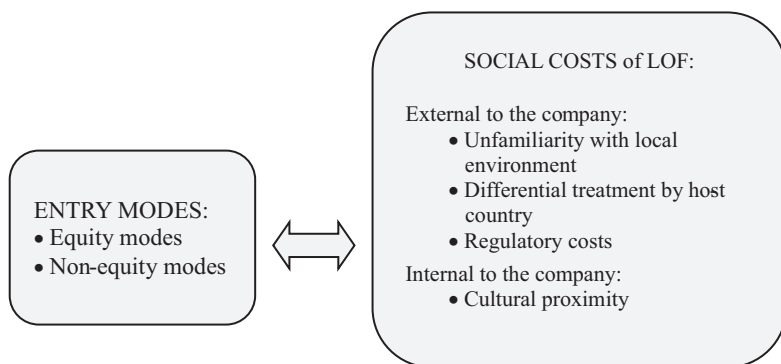 SOCIAL COSTS of LOF:
External to the company:
• Unfamiliarity with local
environment
• Differential treatment by host
country
• Regulatory costs
Internal to the company:
• Cultural proximity
ENTRY MODES:
• Equity modes
• Non-equity modes